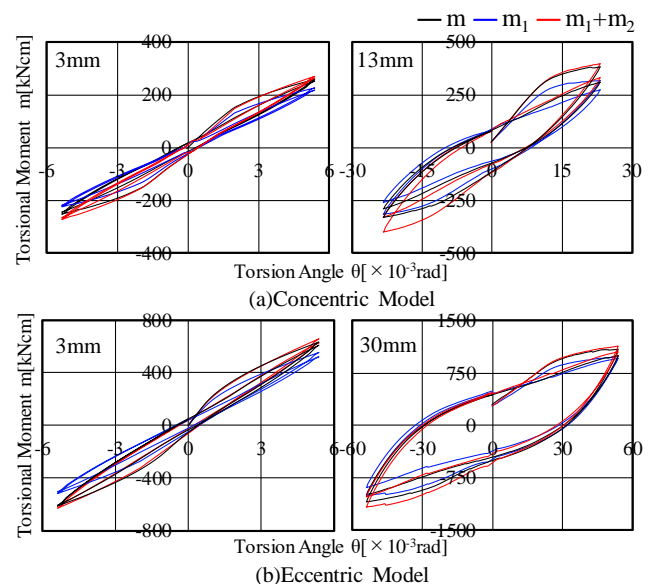 m m1 m1+m2
400
3mm
200
0
-6 -3 0 3 6
-200
-400
Torsional Moment m[kNcm]
500
13mm
250
0
-30 -15 0 15 30
-250
-500
Torsion Angle θ[×10-3rad]
(a)Concentric Model
800
3mm
400
0
-6 -3 0 3 6
-400
-800
Torsional Moment m[kNcm]
1500
30mm
750
0
-60 -30 0 30 60
-750
-1500
Torsion Angle θ[×10-3rad]
(b)Eccentric Model